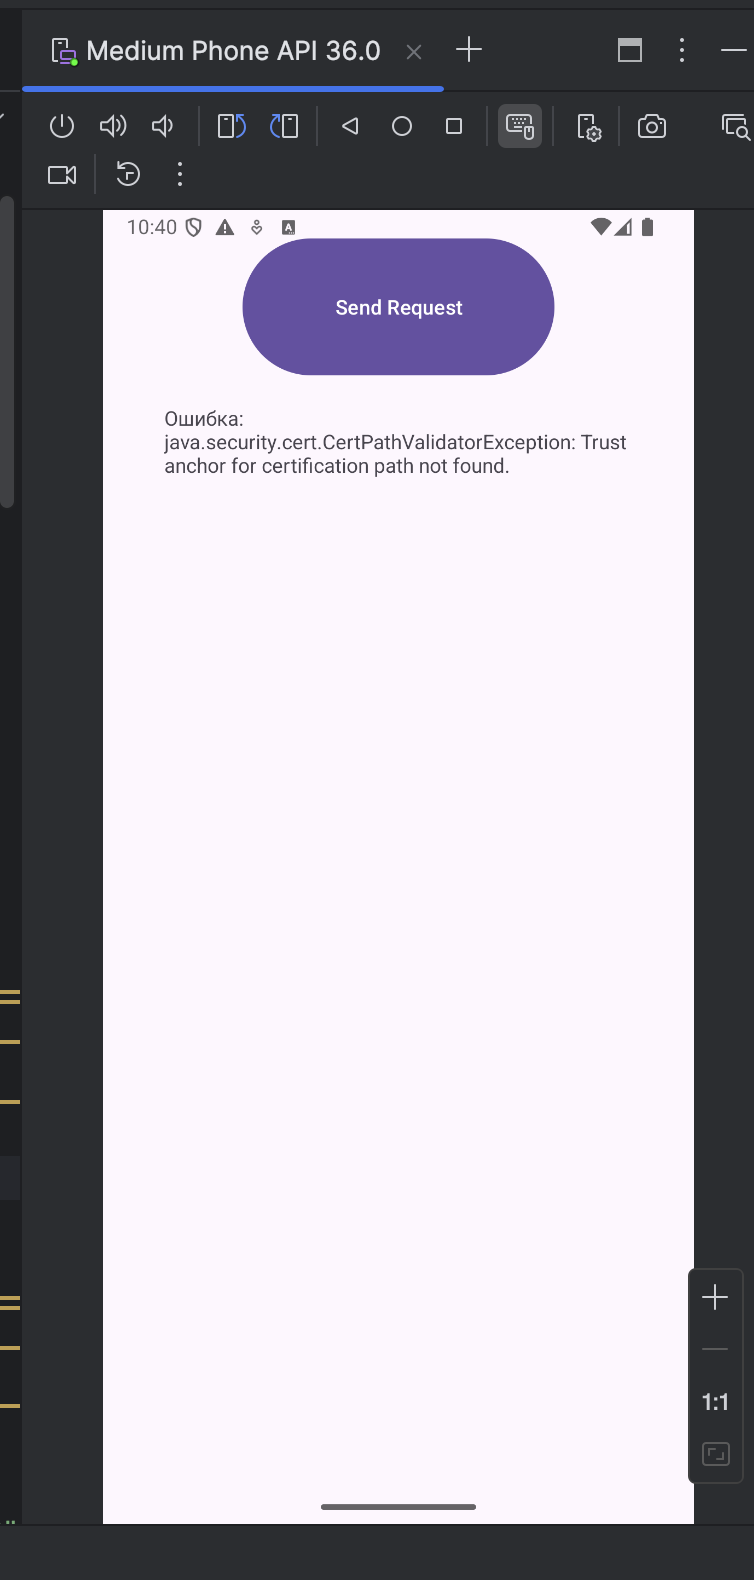 Medium Phone API 36.0
10:40
Send Request
Ошибка:
java.security.cert.CertPathValidatorException: Trust
anchor for certification path not found.
1:1